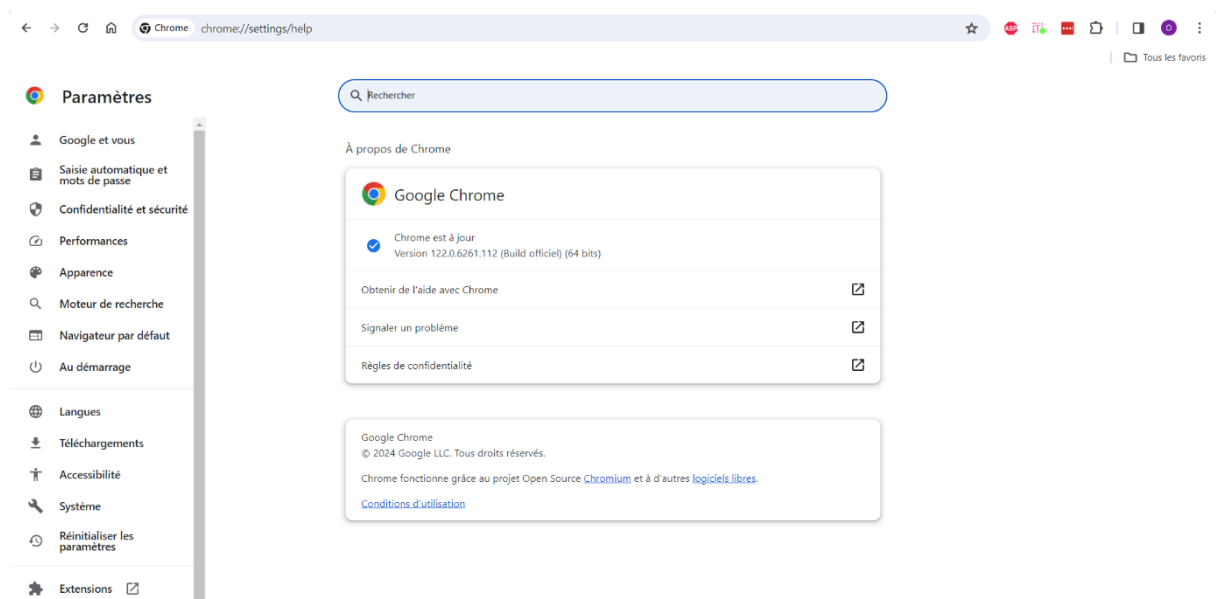 Chrome chrome://settings/help
ABP
O
Tous les favoris
Paramètres
Rechercher
Google et vous
Saisie automatique et
mots de passe
Confidentialité et sécurité
Performances
Apparence
Moteur de recherche
Navigateur par défaut
Au démarrage
Langues
Téléchargements
Accessibilité
Système
Réinitialiser les
paramètres
Extensions
À propos de Chrome
Google Chrome
Chrome est à jour
Version 122.0.6261.112 (Build officiel) (64 bits)
Obtenir de l'aide avec Chrome
Signaler un problème
Règles de confidentialité
Google Chrome
© 2024 Google LLC. Tous droits réservés.
Chrome fonctionne grâce au projet Open Source Chromium et à d'autres logiciels libres.
Conditions d'utilisation